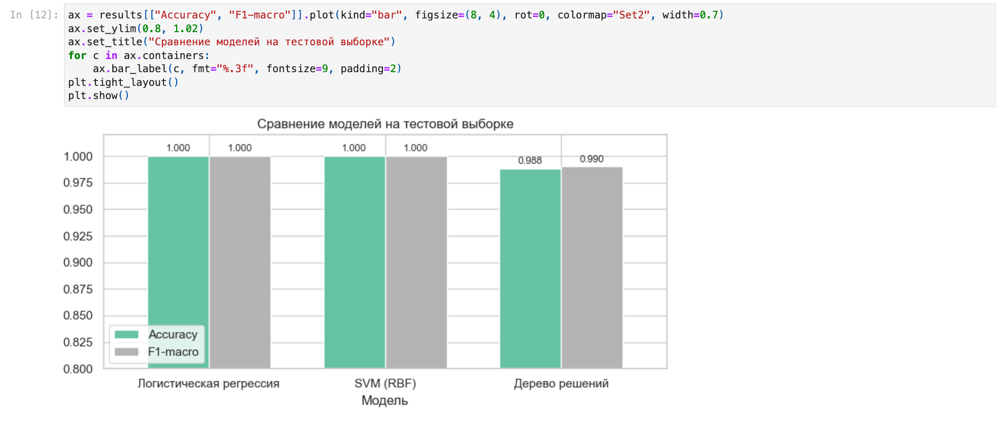 In [12]: ax = results[["Accuracy", "F1-macro"]].plot(kind="bar", figsize=(8, 4), rot=0, colormap="Set2", width=0.7)
ax.set_ylim(0.8, 1.02)
ax.set_title("Сравнение моделей на тестовой выборке")
for c in ax.containers:
    ax.bar_label(c, fmt="%.3f", fontsize=9, padding=2)
plt.tight_layout()
plt.show()
Сравнение моделей на тестовой выборке
1.000 1.000 1.000 1.000 0.988 0.990
1.000
0.975
0.950
0.925
0.900
0.875
0.850
0.825
0.800
Accuracy
F1-macro
Логистическая регрессия SVM (RBF) Дерево решений
Модель